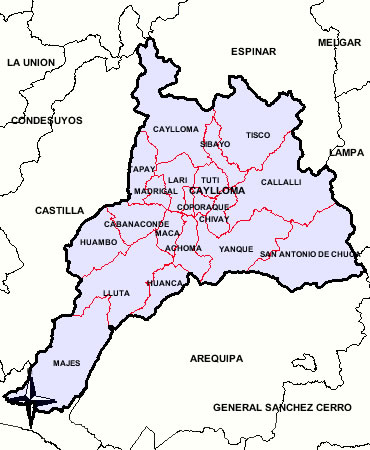 MELGAR
ESPINAR
LA UNION
CONDESUYOS
CAYLLOMA
TISCO
SIBAYO
LAMPA
TAPAY
LARI
TUTI
CALLALLI
MADRIGAL
CAYLLOMA
COPORAQUE
CASTILLA
CHIVAY
CABANACONDE
MACA
HUAMBO
ACHOMA
YANQUE
SAN ANTONIO DE CHUCA
HUANCA
LLUTA
AREQUIPA
MAJES
GENERAL SANCHEZ CERRO